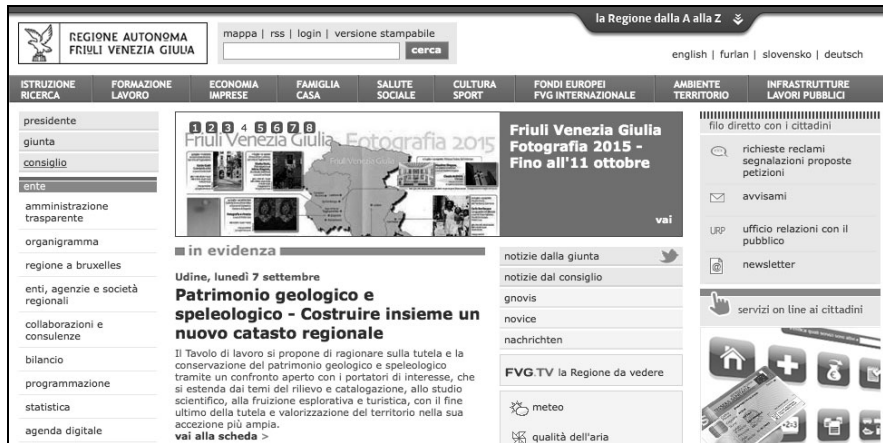 la Regione dalla A alla Z
REGIONE AUTONOMA
FRIULI VENEZIA GIULIA
mappa | rss | login | versione stampabile
cerca
english | furlan | slovensko | deutsch
ISTRUZIONE RICERCA
FORMAZIONE LAVORO
ECONOMIA IMPRESE
FAMIGLIA CASA
SALUTE SOCIALE
CULTURA SPORT
FONDI EUROPEI FVG INTERNAZIONALE
AMBIENTE TERRITORIO
INFRASTRUTTURE LAVORI PUBBLICI
presidente
giunta
consiglio
ente
amministrazione
trasparente
organigramma
regione a bruxelles
enti, agenzie e società
regionali
collaborazioni e
consulenze
bilancio
programmazione
statistica
agenda digitale
1 2 3 4 5 6 7 8
Friuli Venezia Giulia Fotografia 2015
Friuli Venezia Giulia
Fotografia 2015 -
Fino all'11 ottobre
vai
in evidenza
Udine, lunedì 7 settembre
Patrimonio geologico e
speleologico - Costruire insieme un
nuovo catasto regionale
Il Tavolo di lavoro si propone di ragionare sulla tutela e la
conservazione del patrimonio geologico e speleologico
tramite un confronto aperto con i portatori di interesse, che
si estenda dai temi del rilievo e catalogazione, allo studio
scientifico, alla fruizione esplorativa e turistica, con il fine
ultimo della tutela e valorizzazione del territorio nella sua
accezione più ampia.
vai alla scheda >
notizie dalla giunta
notizie dal consiglio
gnovis
novice
nachrichten
FVG.TV la Regione da vedere
meteo
qualità dell'aria
filo diretto con i cittadini
richieste reclami
segnalazioni proposte
petizioni
avvisami
URP ufficio relazioni con il
pubblico
newsletter
servizi on line ai cittadini